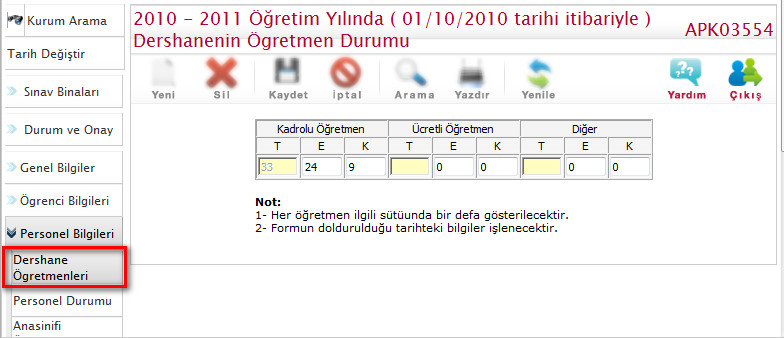 Kurum Arama
Tarih Değiştir
Sınav Binaları
Durum ve Onay
Genel Bilgiler
Ögrenci Bilgileri
Personel Bilgileri
Dershane
Ögretmenleri
Personel Durumu
Anasinifi
2010 - 2011 Öğretim Yılında ( 01/10/2010 tarihi itibariyle )
Dershanenin Ögretmen Durumu
APK03554
Yeni Sil Kaydet İptal Arama Yazdır Yenile Yardım Çıkış
Kadrolu Öğretmen Ücretli Öğretmen Diğer
T E K T E K T E K
33 24 9 0 0 0 0
Not:
1- Her öğretmen ilgili sütüunda bir defa gösterilecektir.
2- Formun doldurulduğu tarihteki bilgiler işlenecektir.